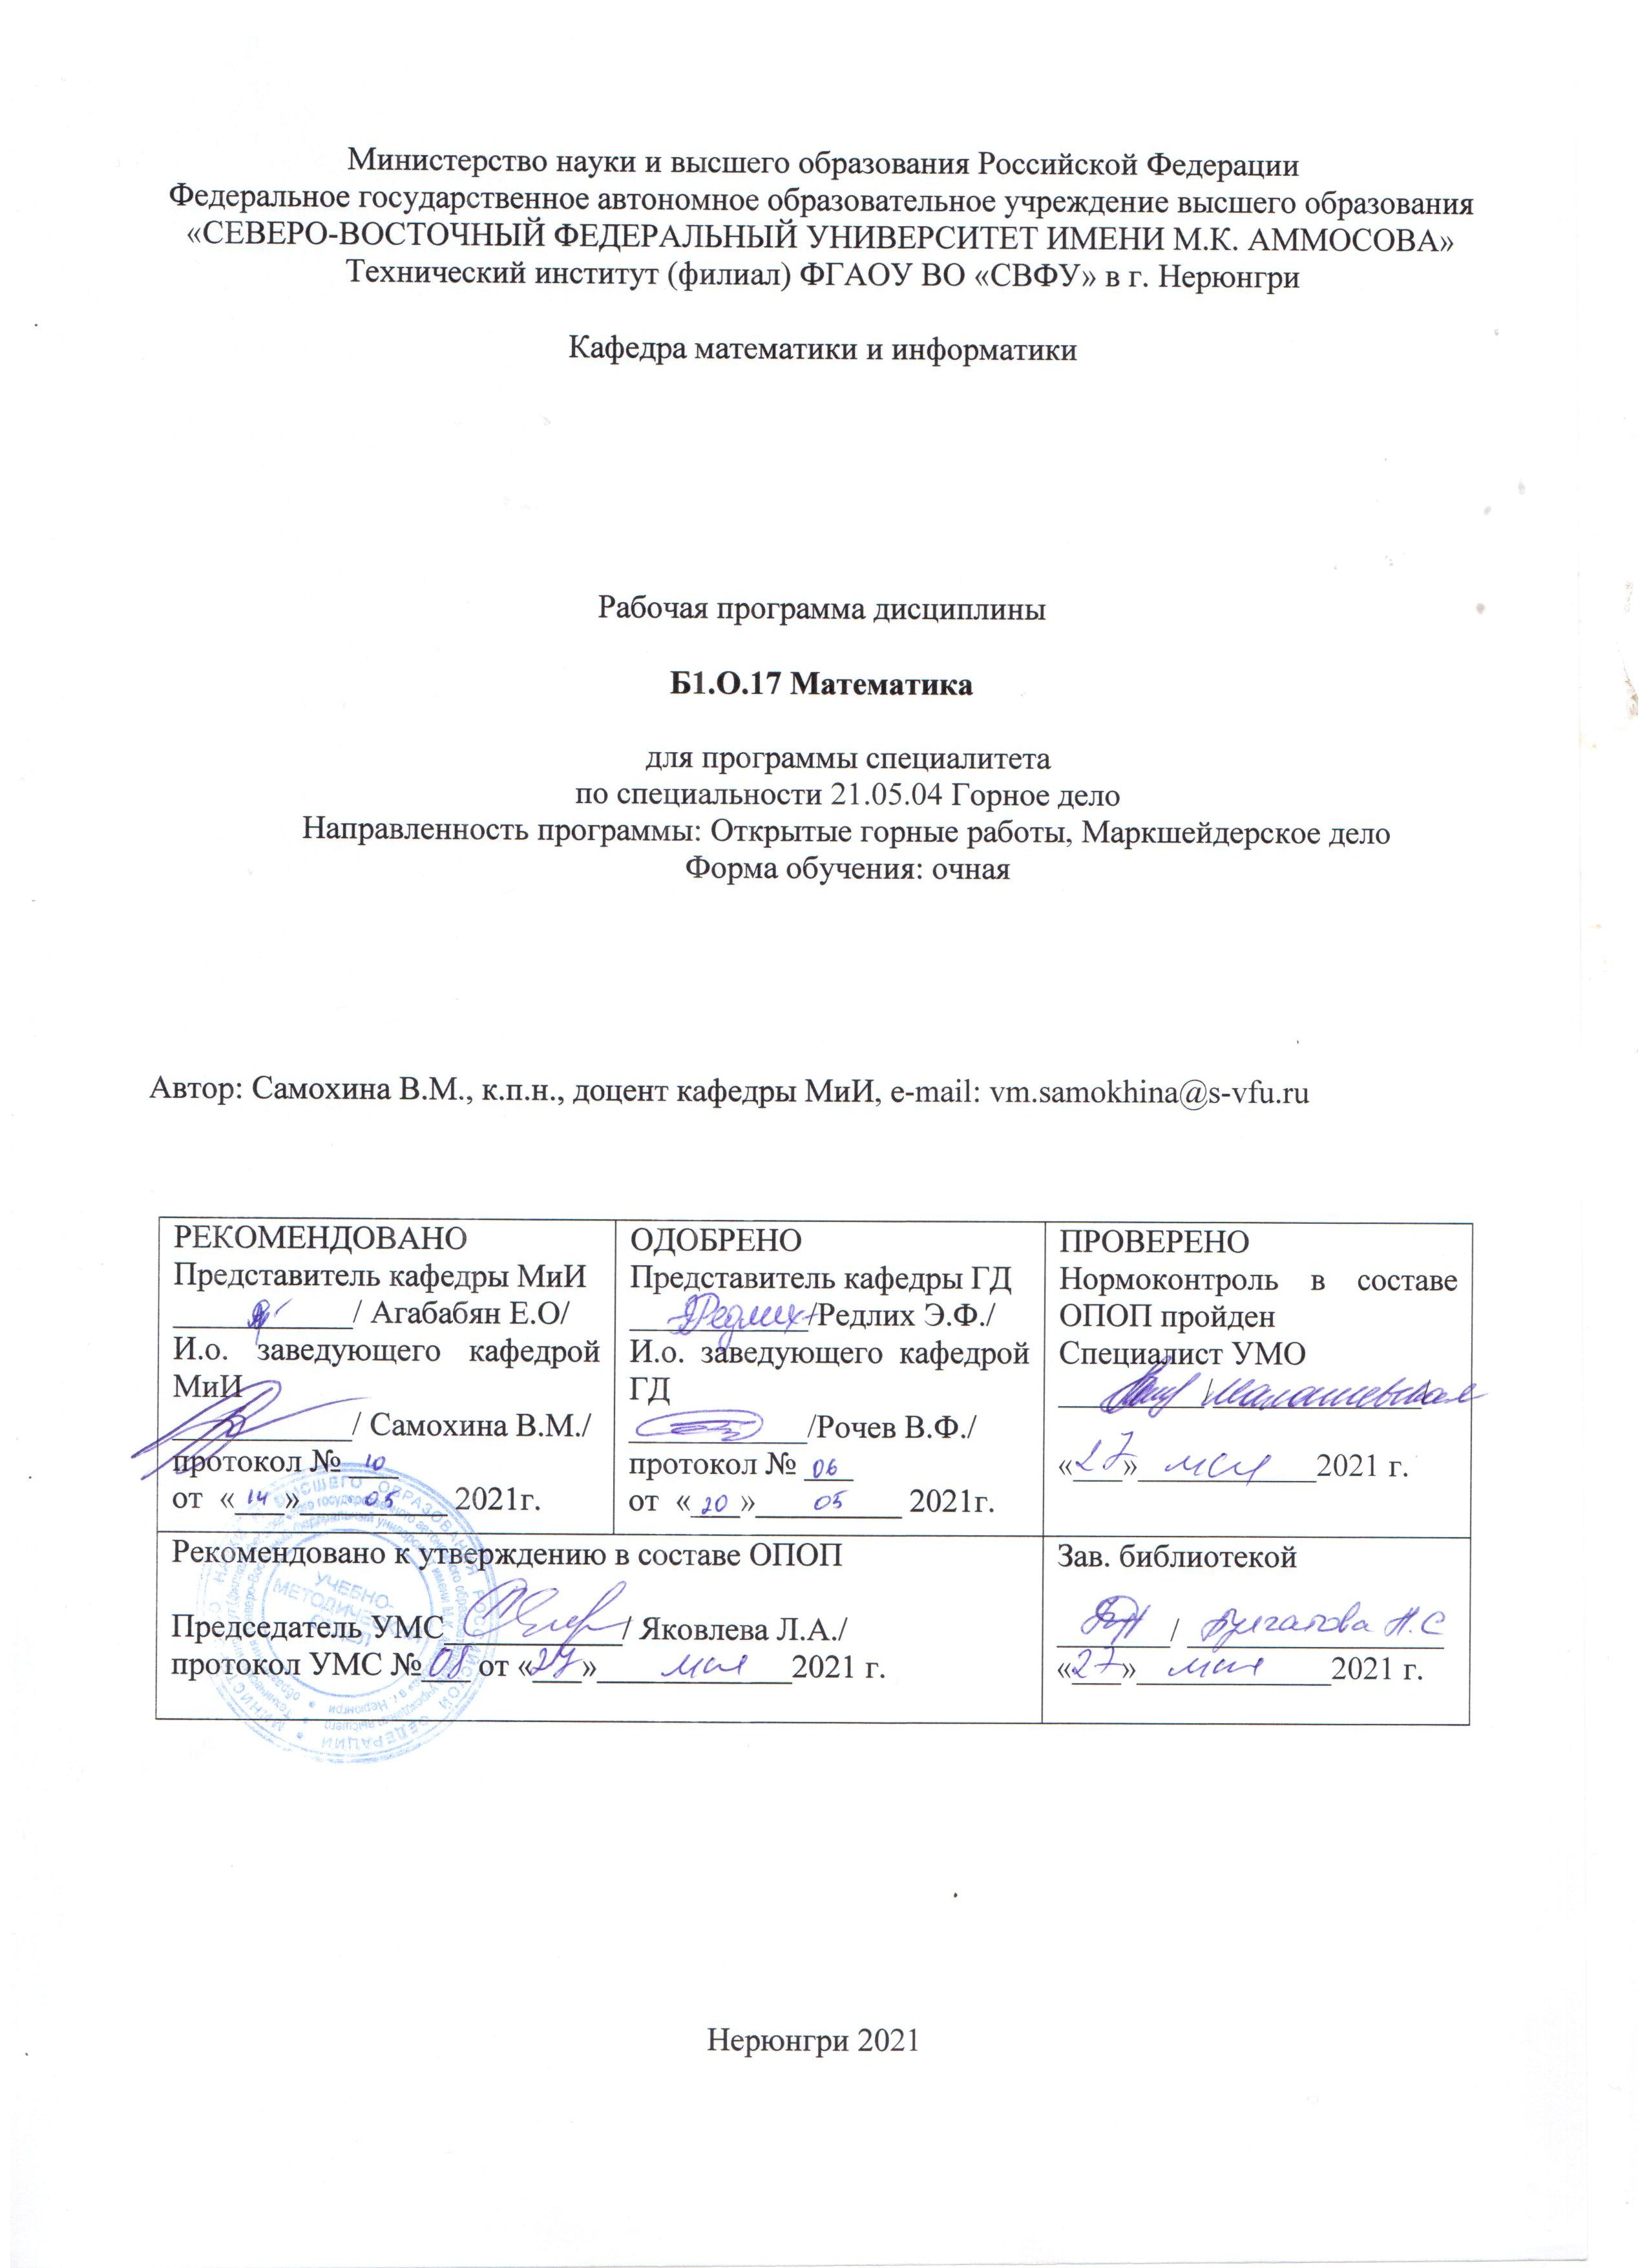 Министерство науки и высшего образования Российской Федерации
Федеральное государственное автономное образовательное учреждение высшего образования
«СЕВЕРО-ВОСТОЧНЫЙ ФЕДЕРАЛЬНЫЙ УНИВЕРСИТЕТ ИМЕНИ М.К. АММОСОВА»
Технический институт (филиал) ФГАОУ ВО «СВФУ» в г. Нерюнгри
Кафедра математики и информатики
Рабочая программа дисциплины
Б1.О.17 Математика
для программы специалитета
по специальности 21.05.04 Горное дело
Направленность программы: Открытые горные работы, Маркшейдерское дело
Форма обучения: очная
Автор: Самохина В.М., к.п.н., доцент кафедры МиИ, e-mail: vm.samokhina@s-vfu.ru
РЕКОМЕНДОВАНО
Представитель кафедры МиИ
/ Агабабян Е.О/
И.о. заведующего кафедрой
МиИ
/ Самохина В.М./
протокол № 10
от «14» 05 2021г.
ОДОБРЕНО
Представитель кафедры ГД
Редлих /Редлих Э.Ф./
И.о. заведующего кафедрой
ГД
/Рочев В.Ф./
протокол № 06
от «20» 05 2021г.
ПРОВЕРЕНО
Нормоконтроль в составе
ОПОП пройден
Специалист УМО
«27» мая 2021 г.
Рекомендовано к утверждению в составе ОПОП
Председатель УМС / Яковлева Л.А./
протокол УМС № 08 от «27» мая 2021 г.
УЧЕБНО-
МЕТОДИЧЕСКИЙ
ОТДЕЛ
Зав. библиотекой
/
«27» мая 2021 г.
Нерюнгри 2021